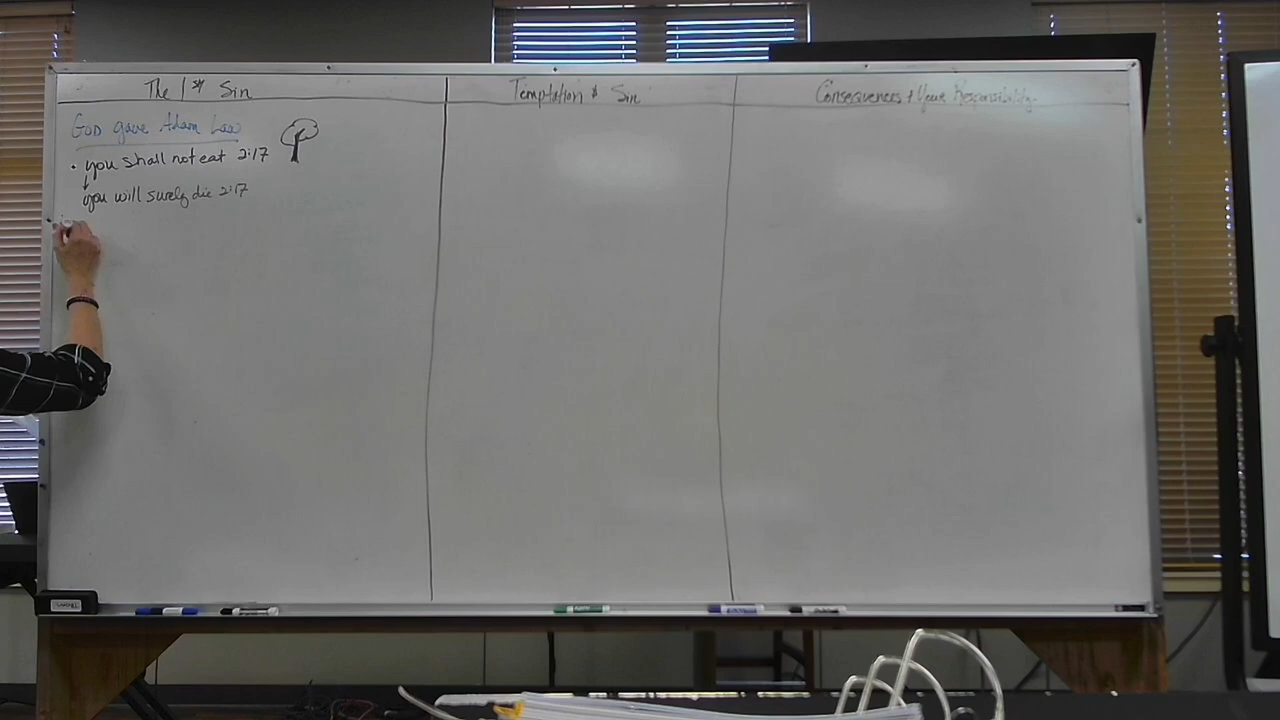 The 1st Sin
Temptation & Sin
Consequences & Your Responsibility
GOD gave Adam Law
• you shall not eat 2:17
you will surely die 2:17